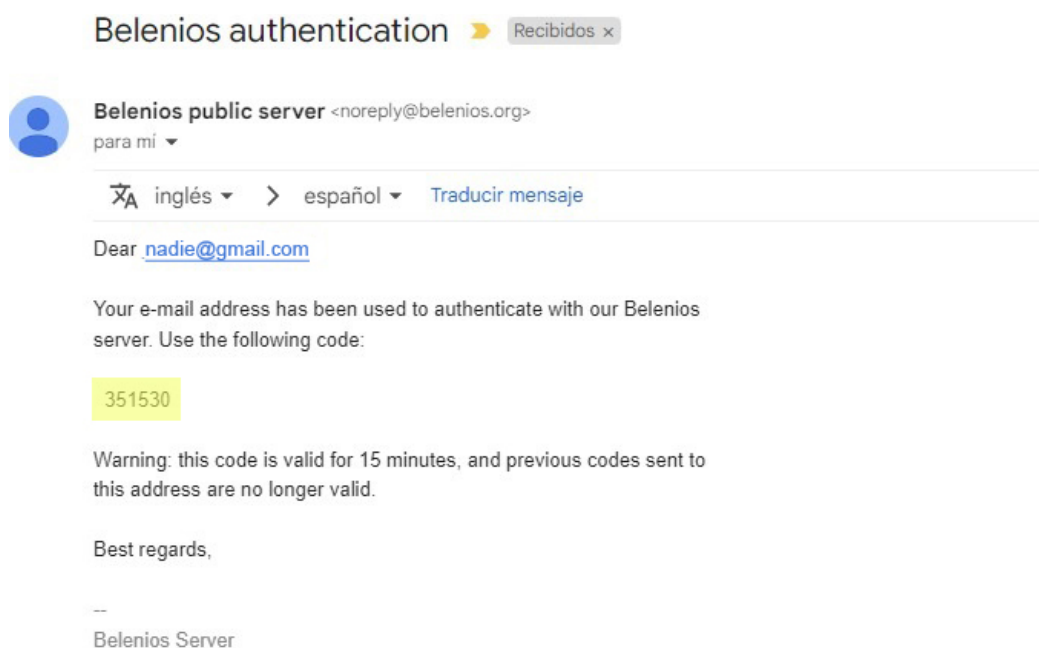 Belenios authentication Recibidos ×
Belenios public server <noreply@belenios.org>
para mí
inglés > español Traducir mensaje
Dear nadie@gmail.com
Your e-mail address has been used to authenticate with our Belenios
server. Use the following code:
351530
Warning: this code is valid for 15 minutes, and previous codes sent to
this address are no longer valid.
Best regards,
--
Belenios Server